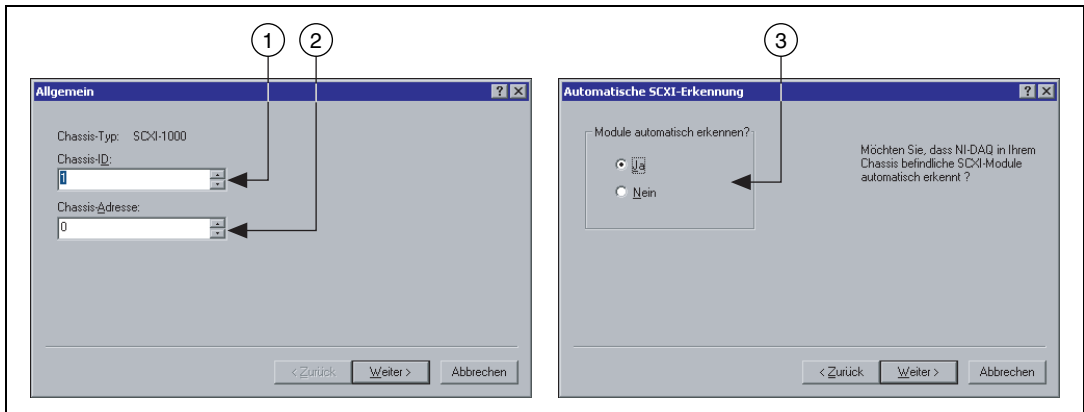 1
2
3
Allgemein
Chassis-Typ: SCXI-1000
Chassis-ID:
1
Chassis-Adresse:
0
< Zurück
Weiter >
Abbrechen
Automatische SCXI-Erkennung
Module automatisch erkennen?
Ja
Nein
Möchten Sie, dass NI-DAQ in Ihrem
Chassis befindliche SCXI-Module
automatisch erkennt ?
< Zurück
Weiter >
Abbrechen